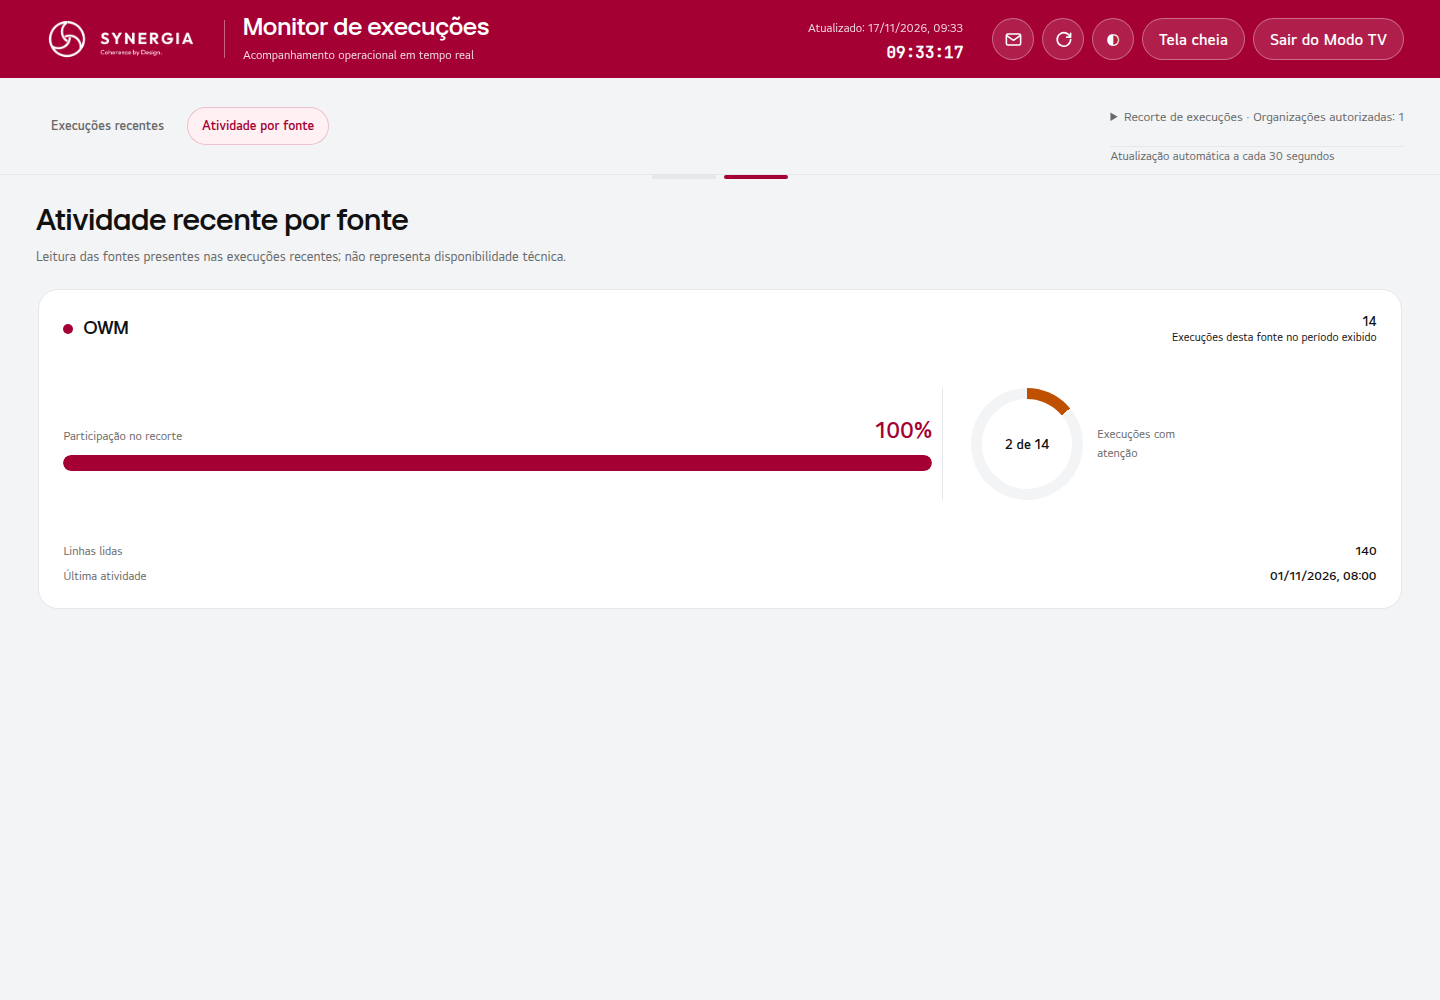 SYNERGIA
Coherence by Design.
Monitor de execuções
Acompanhamento operacional em tempo real
Atualizado: 17/11/2026, 09:33
09:33:17
Tela cheia
Sair do Modo TV
Execuções recentes
Atividade por fonte
▶ Recorte de execuções · Organizações autorizadas: 1
Atualização automática a cada 30 segundos
Atividade recente por fonte
Leitura das fontes presentes nas execuções recentes; não representa disponibilidade técnica.
OWM
14
Execuções desta fonte no período exibido
Participação no recorte
100%
2 de 14
Execuções com
atenção
Linhas lidas
140
Última atividade
01/11/2026, 08:00